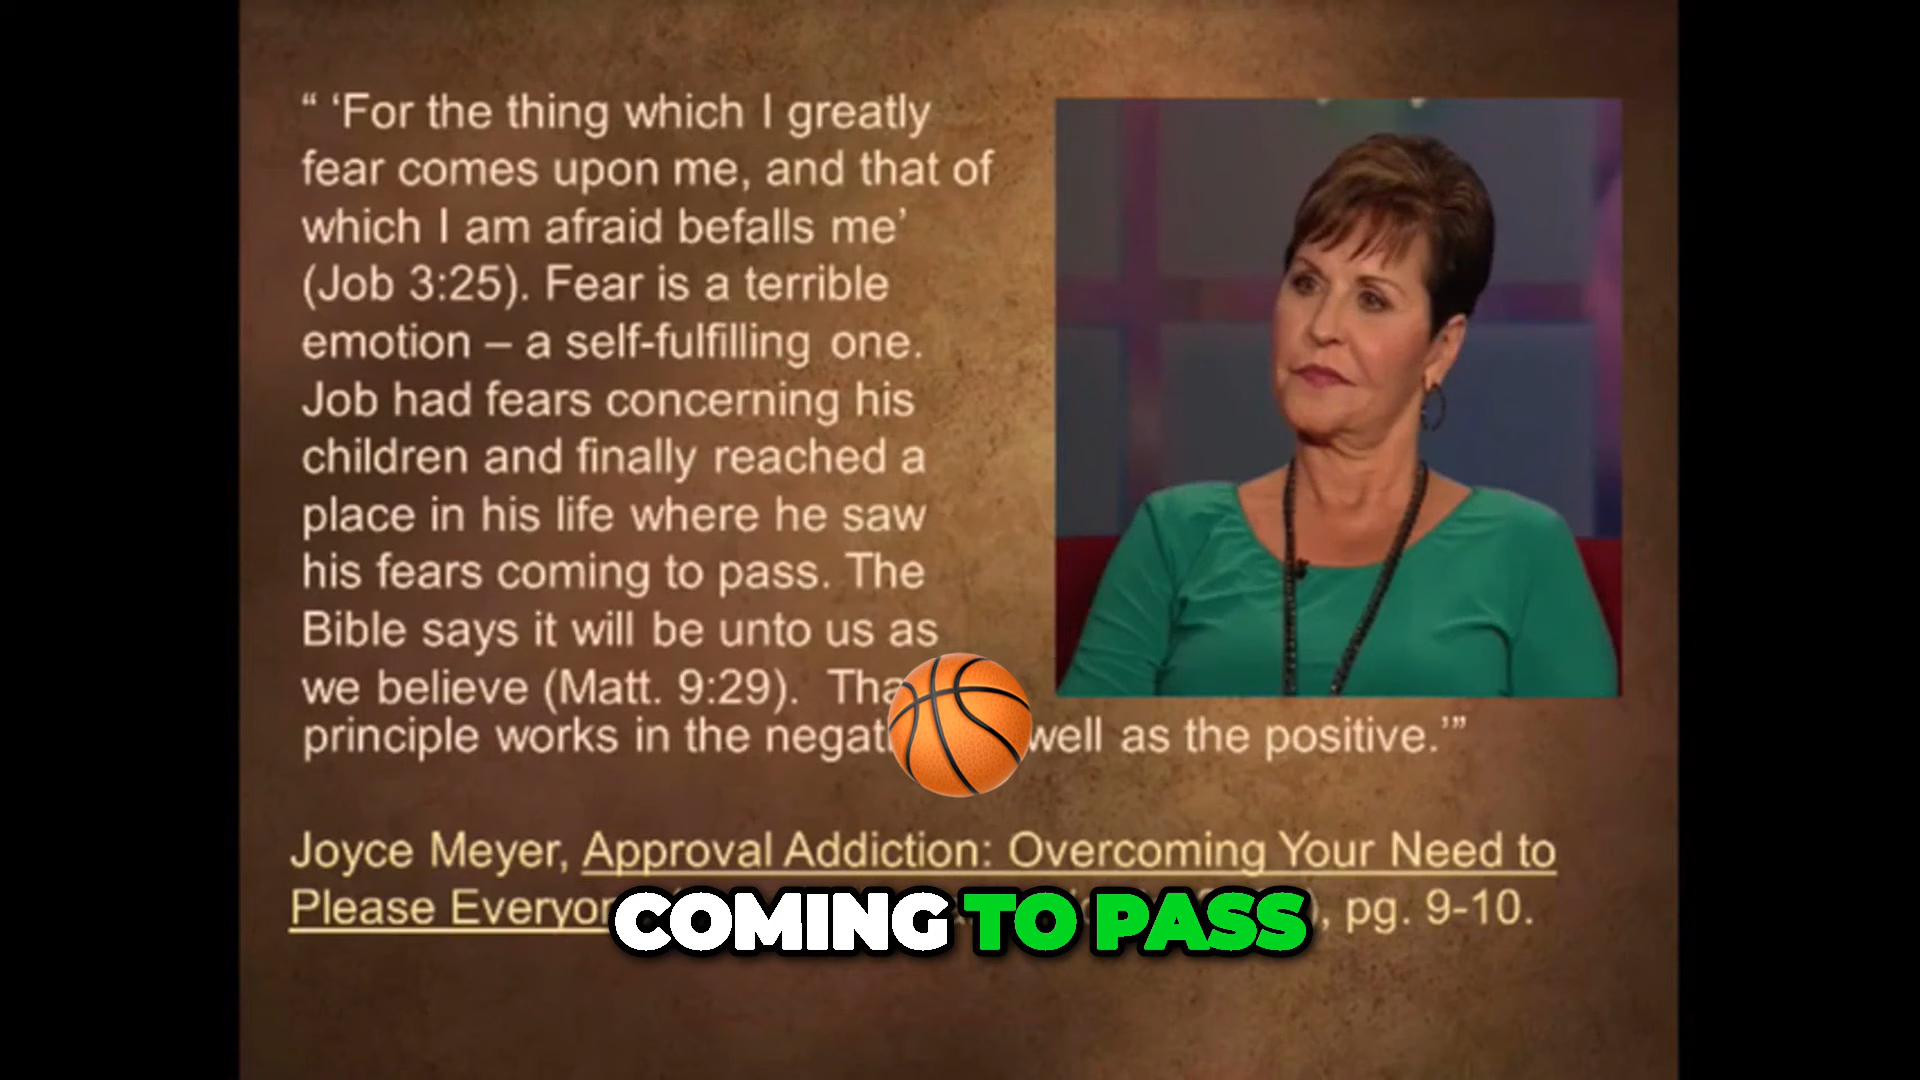 “ ‘For the thing which I greatly
fear comes upon me, and that of
which I am afraid befalls me’
(Job 3:25). Fear is a terrible
emotion – a self-fulfilling one.
Job had fears concerning his
children and finally reached a
place in his life where he saw
his fears coming to pass. The
Bible says it will be unto us as
we believe (Matt. 9:29).
principle works in the well as the positive.’”
Joyce Meyer, Approval Addiction: Overcoming Your Need to
Please , pg. 9-10.
COMING TO PASS